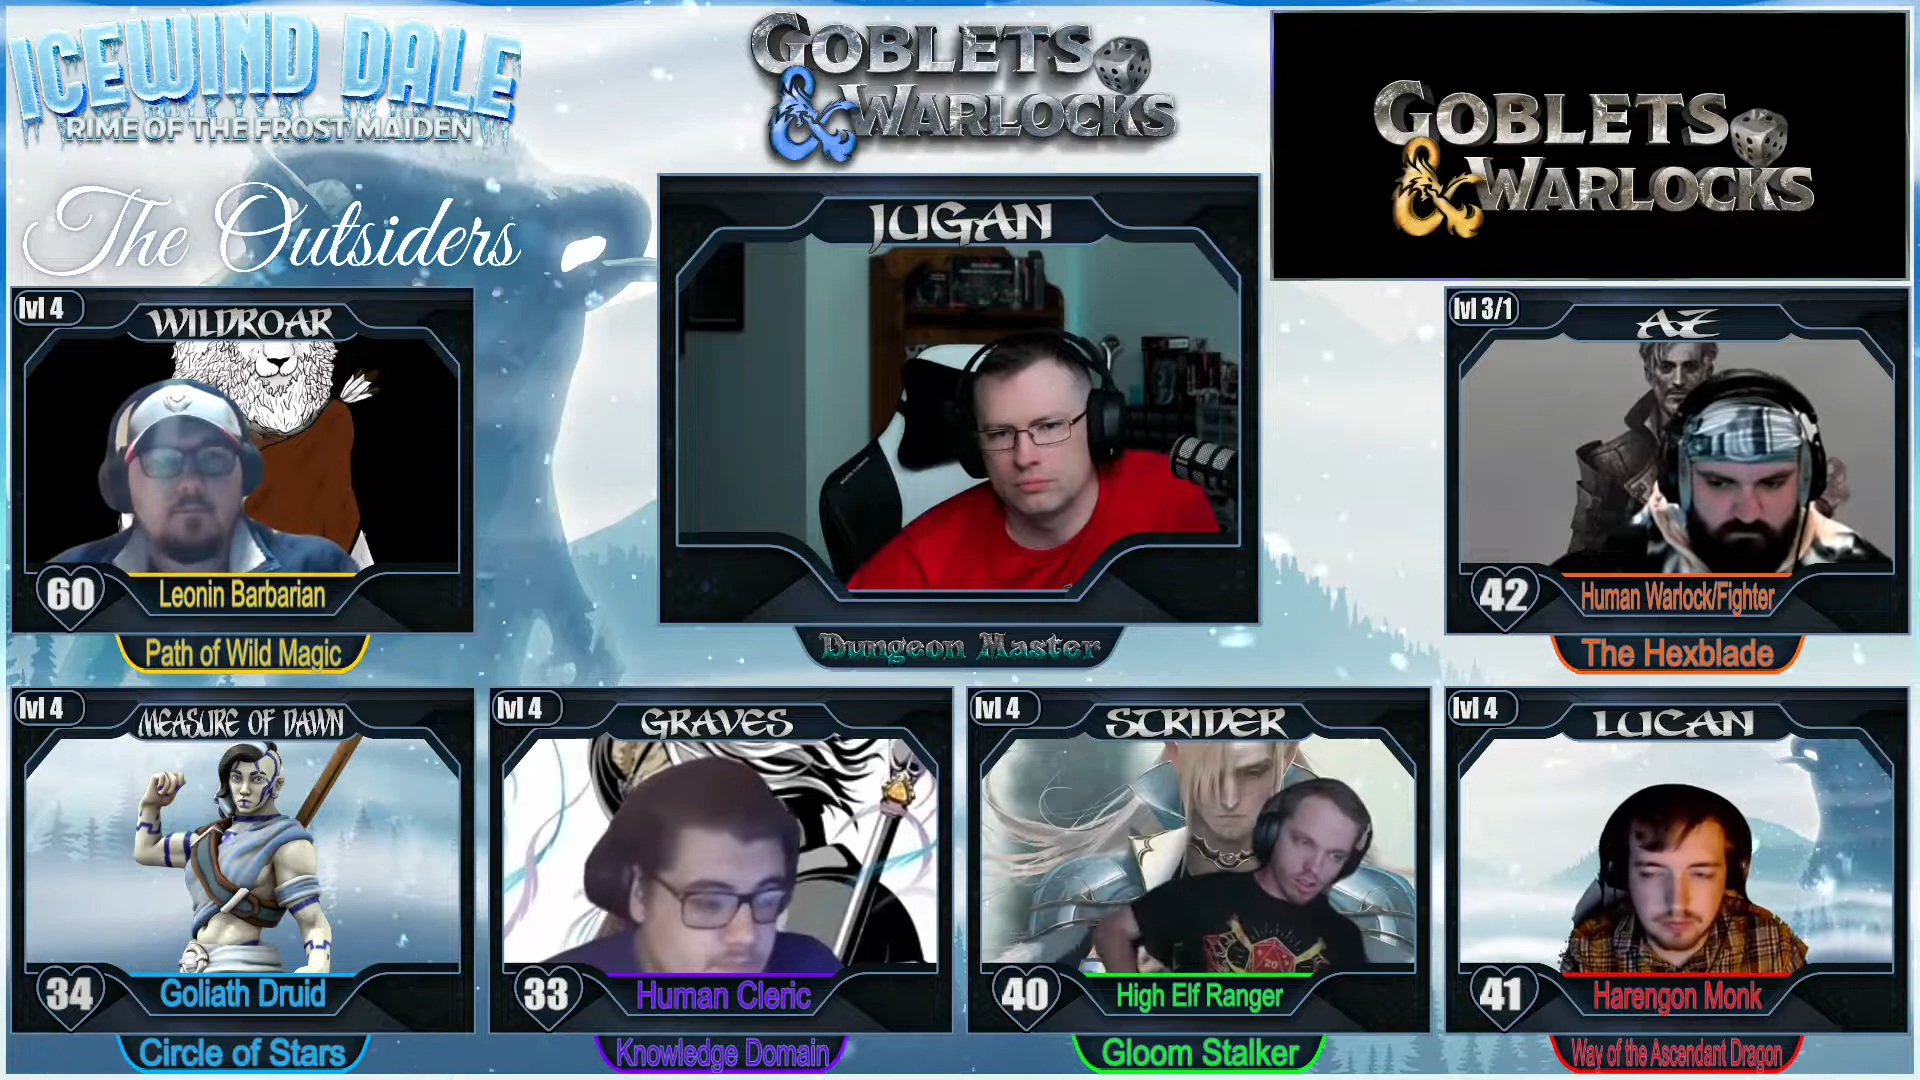 ICEWIND DALE
RIME OF THE FROST MAIDEN
The Outsiders
GOBLETS
& WARLOCKS
GOBLETS
& WARLOCKS
JUGAN
Dungeon Master
lvl 4
WILDROAR
60
Leonin Barbarian
Path of Wild Magic
lvl 3/1
AZ
42
Human Warlock/Fighter
The Hexblade
lvl 4
MEASURE OF DAWN
34
Goliath Druid
Circle of Stars
lvl 4
GRAVES
33
Human Cleric
Knowledge Domain
lvl 4
STRIDER
40
High Elf Ranger
Gloom Stalker
lvl 4
LUCAN
41
Harengon Monk
Way of the Ascendant Dragon